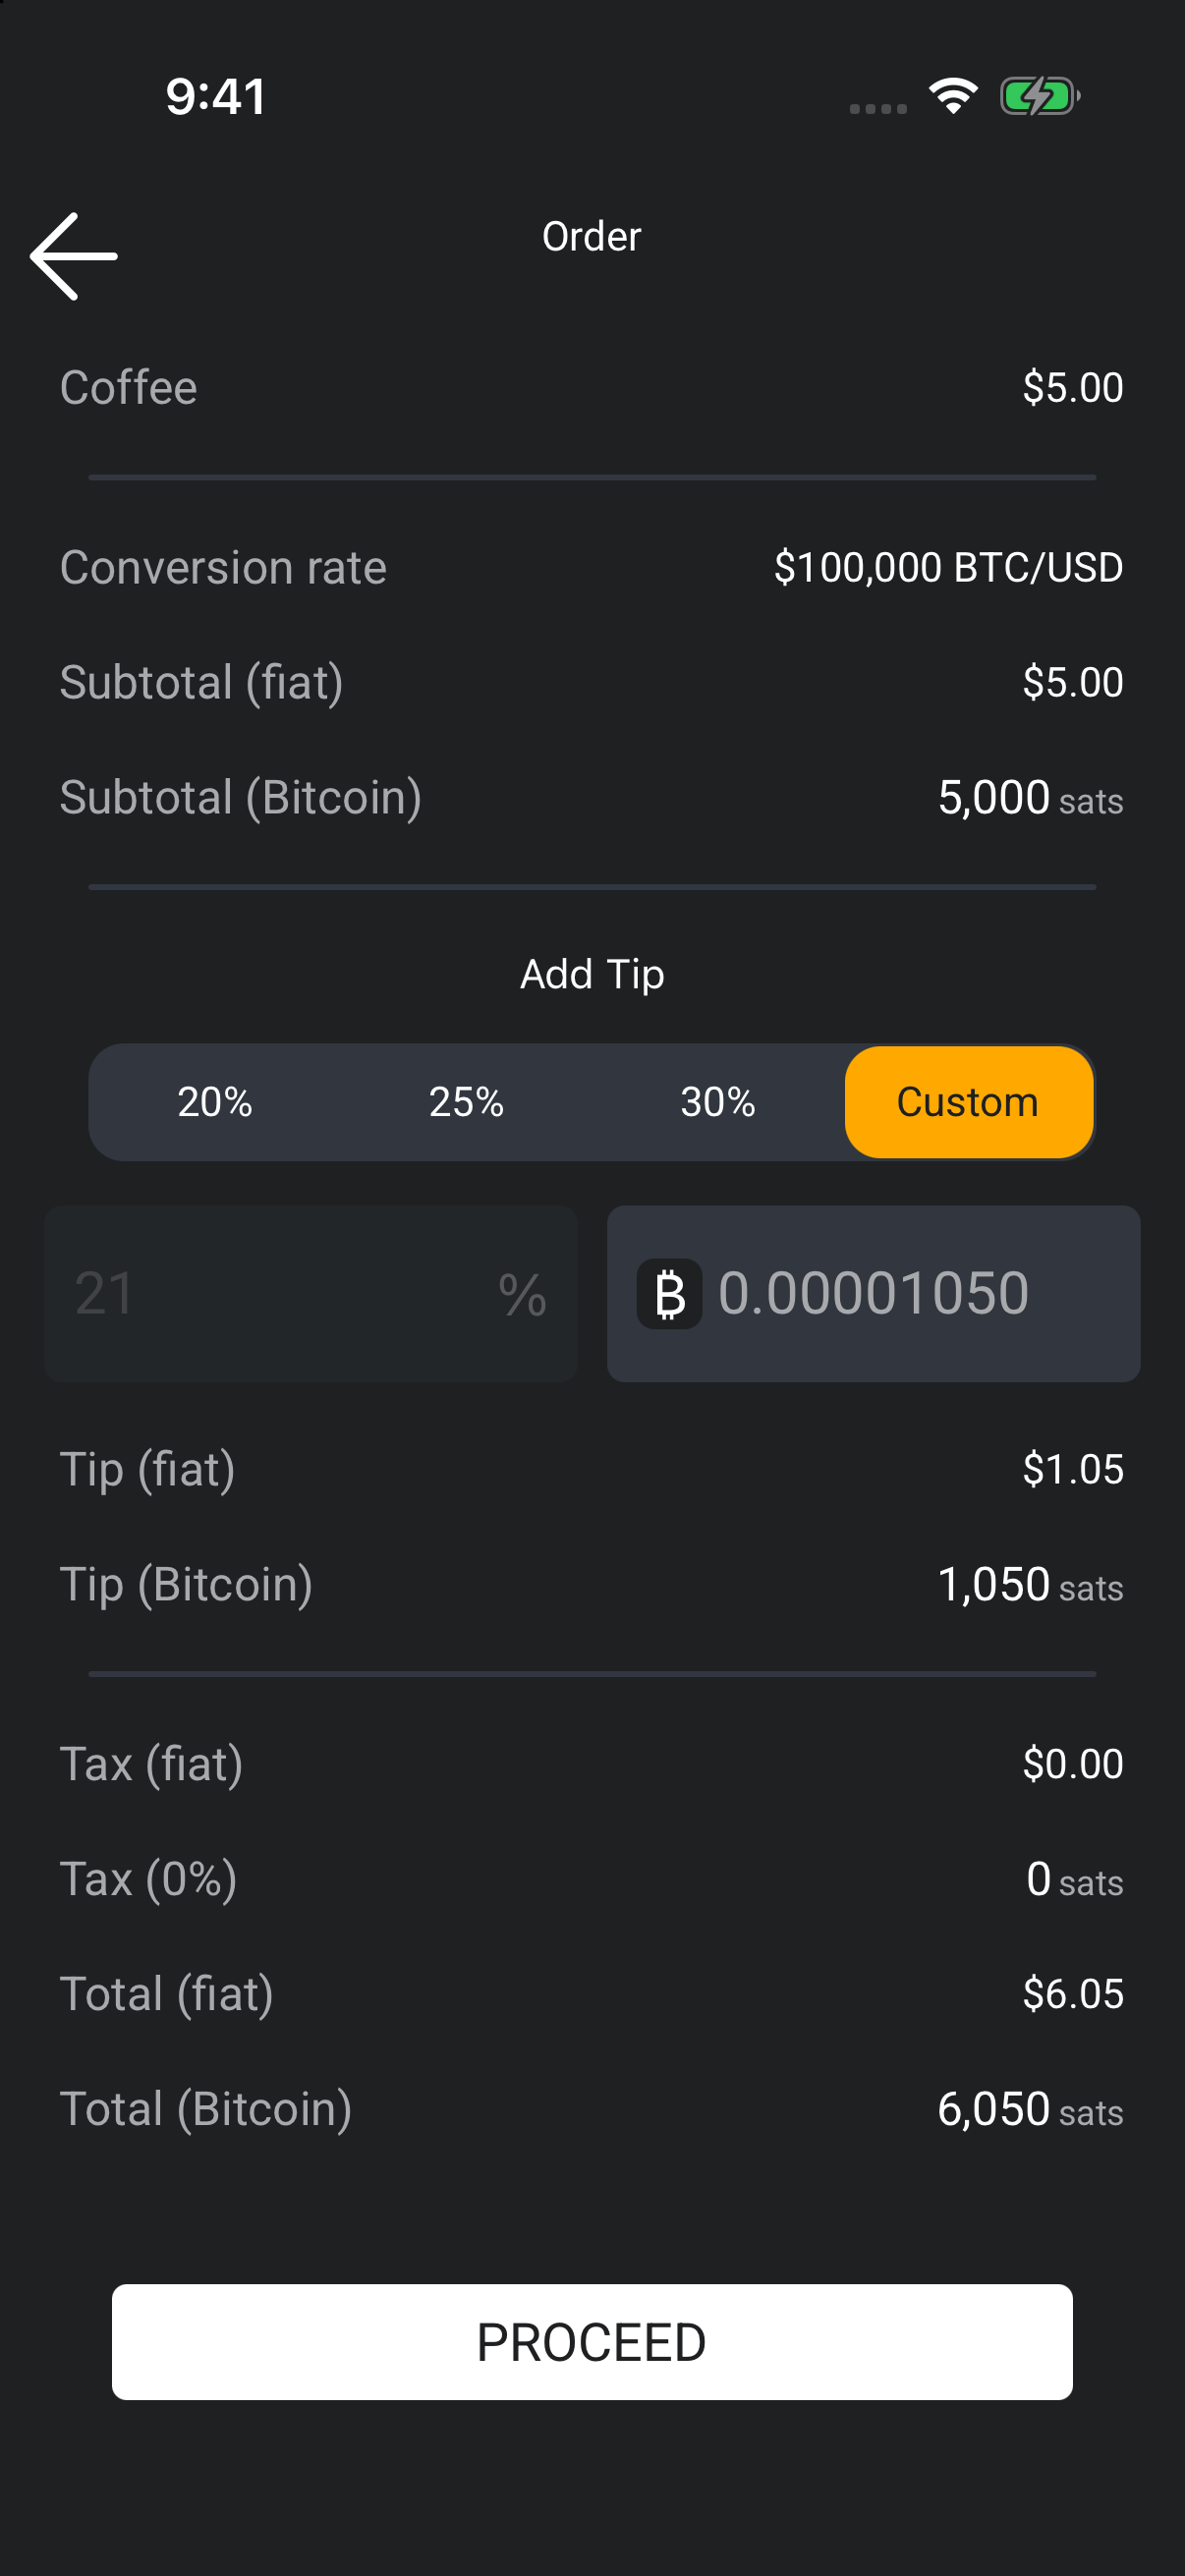 9:41
Order
Coffee $5.00
Conversion rate $100,000 BTC/USD
Subtotal (fiat) $5.00
Subtotal (Bitcoin) 5,000 sats
Add Tip
20% 25% 30% Custom
21 % ₿ 0.00001050
Tip (fiat) $1.05
Tip (Bitcoin) 1,050 sats
Tax (fiat) $0.00
Tax (0%) 0 sats
Total (fiat) $6.05
Total (Bitcoin) 6,050 sats
PROCEED